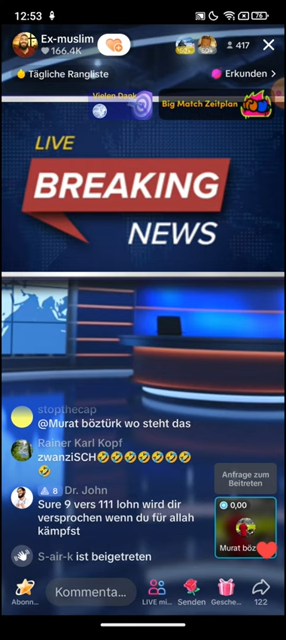 12:53
76
Ex-muslim
166.4K
417
Tägliche Rangliste
Erkunden >
Vielen Dank
Big Match Zeitplan
LIVE
BREAKING
NEWS
stopthecap
@Murat böztürk wo steht das
Rainer Karl Kopf
zwanziSCH🤣🤣🤣🤣🤣🤣🤣
🤣
8 Dr. John
Sure 9 vers 111 lohn wird dir
versprochen wenn du für allah
kämpfst
S-air-k ist beigetreten
Anfrage zum
Beitreten
0,00
Murat böz
Kommenta...
Abonn...
LIVE mi...
Senden
Gesche...
122